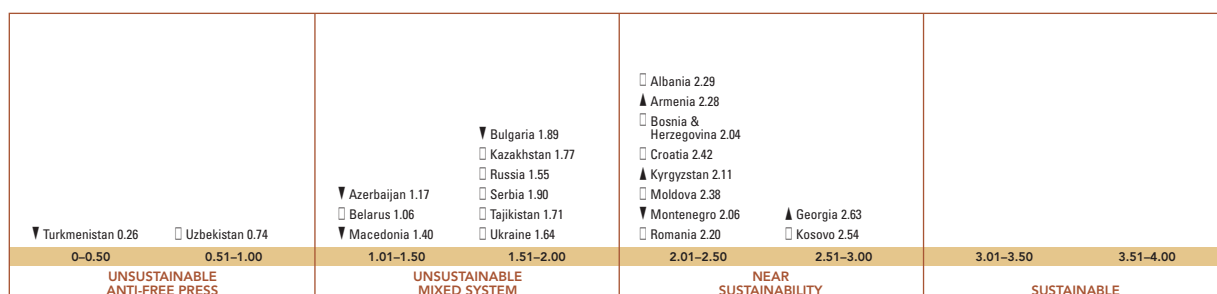 Albania 2.29
▲ Armenia 2.28
Bosnia &
Herzegovina 2.04
▼ Bulgaria 1.89
Croatia 2.42
Kazakhstan 1.77
▲ Kyrgyzstan 2.11
Russia 1.55
Moldova 2.38
▼ Azerbaijan 1.17
Serbia 1.90
▼ Montenegro 2.06
▲ Georgia 2.63
Belarus 1.06
Tajikistan 1.71
▼ Turkmenistan 0.26
Uzbekistan 0.74
▼ Macedonia 1.40
Ukraine 1.64
Romania 2.20
Kosovo 2.54
0–0.50
0.51–1.00
1.01–1.50
1.51–2.00
2.01–2.50
2.51–3.00
3.01–3.50
3.51–4.00
UNSUSTAINABLE
ANTI-FREE PRESS
UNSUSTAINABLE
MIXED SYSTEM
NEAR
SUSTAINABILITY
SUSTAINABLE